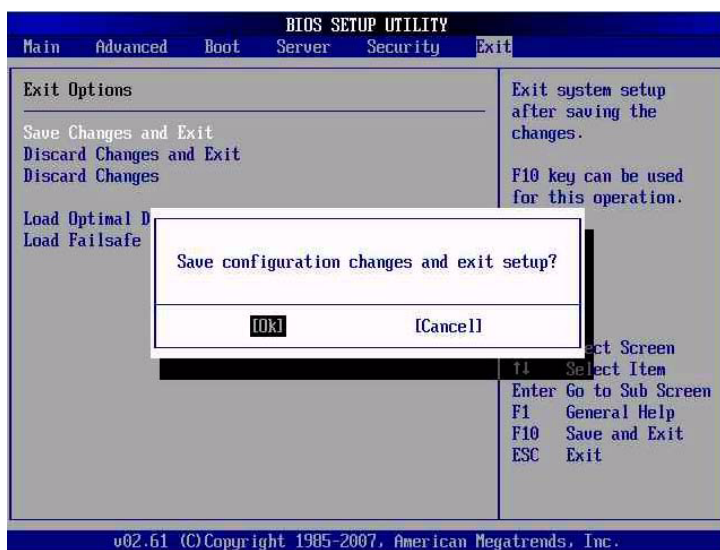 BIOS SETUP UTILITY
Main Advanced Boot Server Security Exit
Exit Options
Save Changes and Exit
Discard Changes and Exit
Discard Changes
Load Optimal D
Load Failsafe
Save configuration changes and exit setup?
[Ok] [Cancel]
Exit system setup
after saving the
changes.
F10 key can be used
for this operation.
ect Screen
↑↓ Select Item
Enter Go to Sub Screen
F1 General Help
F10 Save and Exit
ESC Exit
v02.61 (C)Copyright 1985-2007, American Megatrends, Inc.